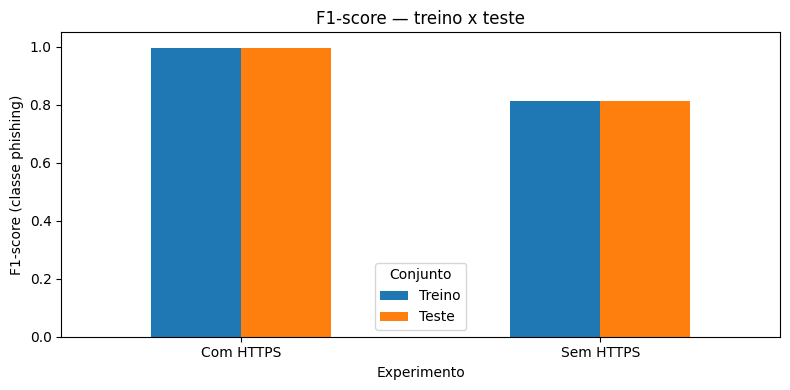 F1-score — treino x teste
F1-score (classe phishing)
1.0
0.8
0.6
0.4
0.2
0.0
Conjunto
Treino
Teste
Com HTTPS
Sem HTTPS
Experimento